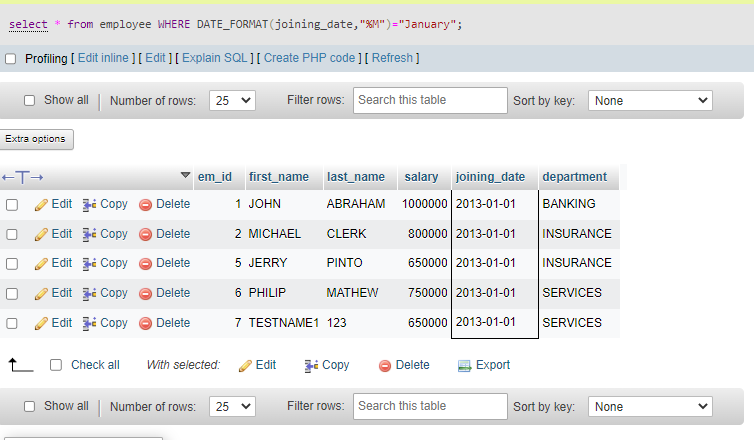 select * from employee WHERE DATE_FORMAT(joining_date,"%M")="January";
Profiling [ Edit inline ] [ Edit ] [ Explain SQL ] [ Create PHP code ] [ Refresh ]
Show all Number of rows: 25 Filter rows: Search this table Sort by key: None
Extra options
em_id first_name last_name salary joining_date department
Edit Copy Delete 1 JOHN ABRAHAM 1000000 2013-01-01 BANKING
Edit Copy Delete 2 MICHAEL CLERK 800000 2013-01-01 INSURANCE
Edit Copy Delete 5 JERRY PINTO 650000 2013-01-01 INSURANCE
Edit Copy Delete 6 PHILIP MATHEW 750000 2013-01-01 SERVICES
Edit Copy Delete 7 TESTNAME1 123 650000 2013-01-01 SERVICES
Check all With selected: Edit Copy Delete Export
Show all Number of rows: 25 Filter rows: Search this table Sort by key: None